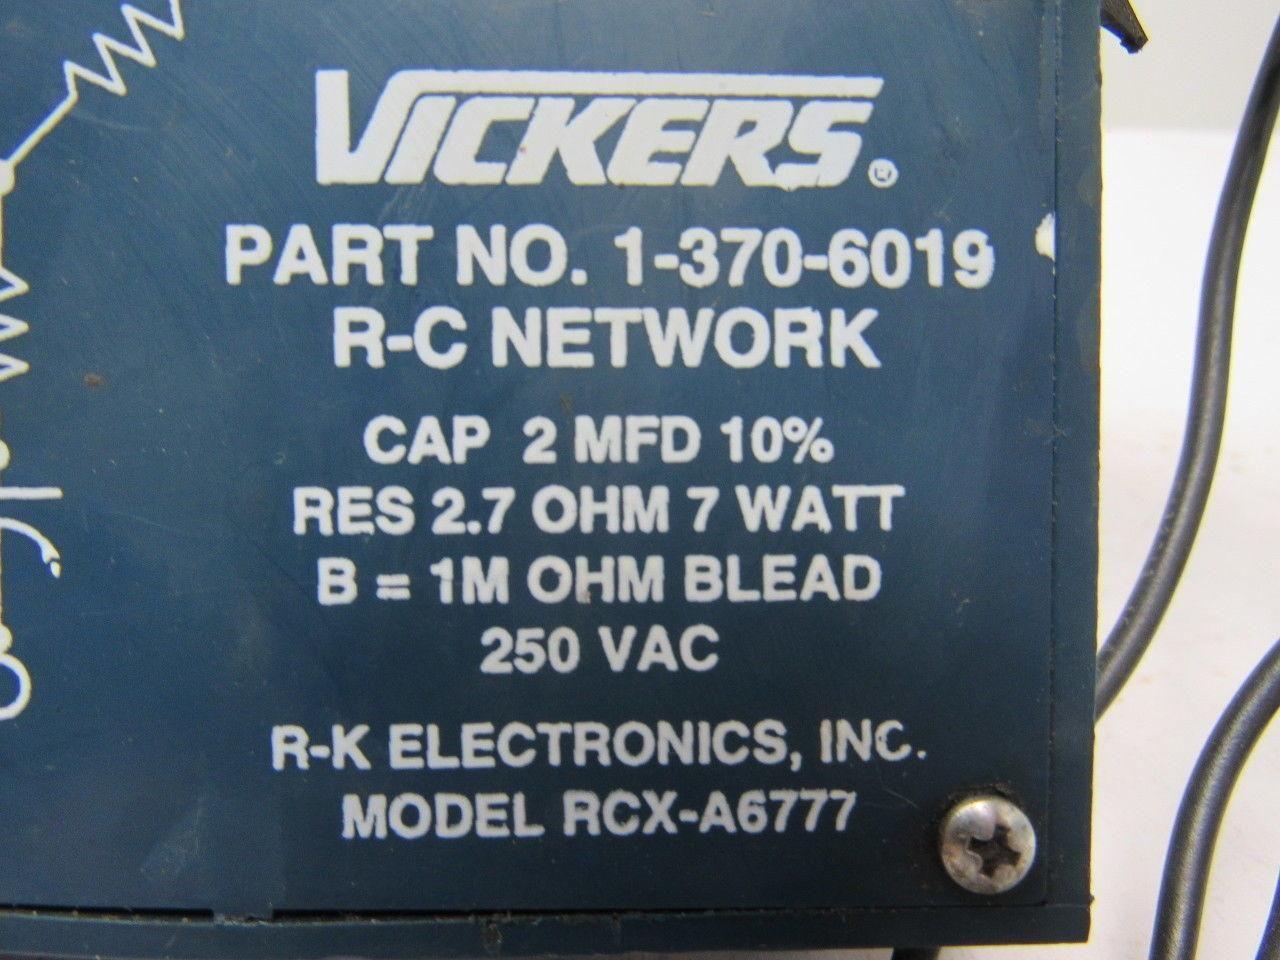 VICKERS®
PART NO. 1-370-6019
R-C NETWORK
CAP 2 MFD 10%
RES 2.7 OHM 7 WATT
B = 1M OHM BLEAD
250 VAC
R-K ELECTRONICS, INC.
MODEL RCX-A6777